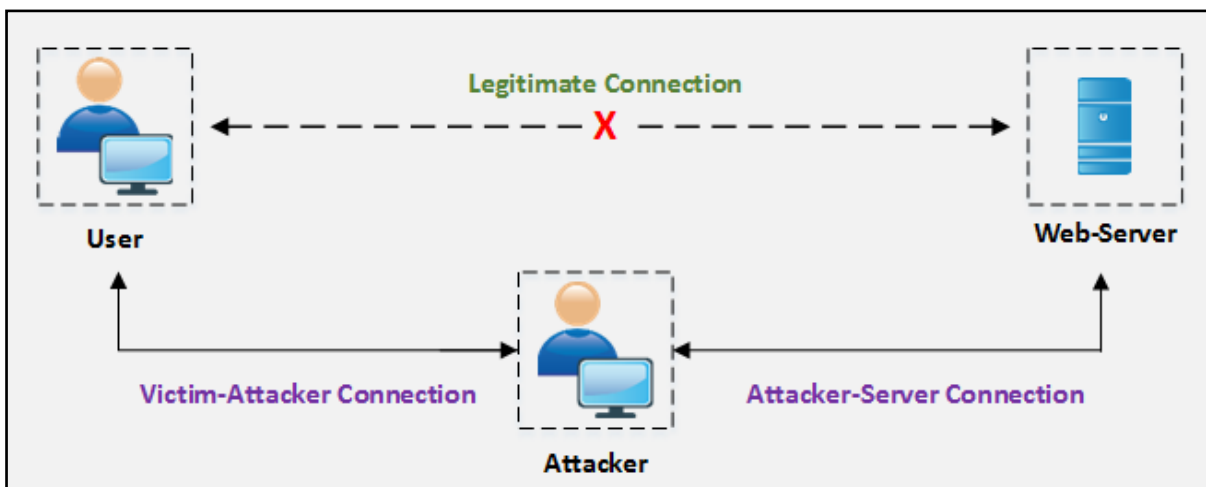 Legitimate Connection
X
User
Web-Server
Victim-Attacker Connection
Attacker-Server Connection
Attacker